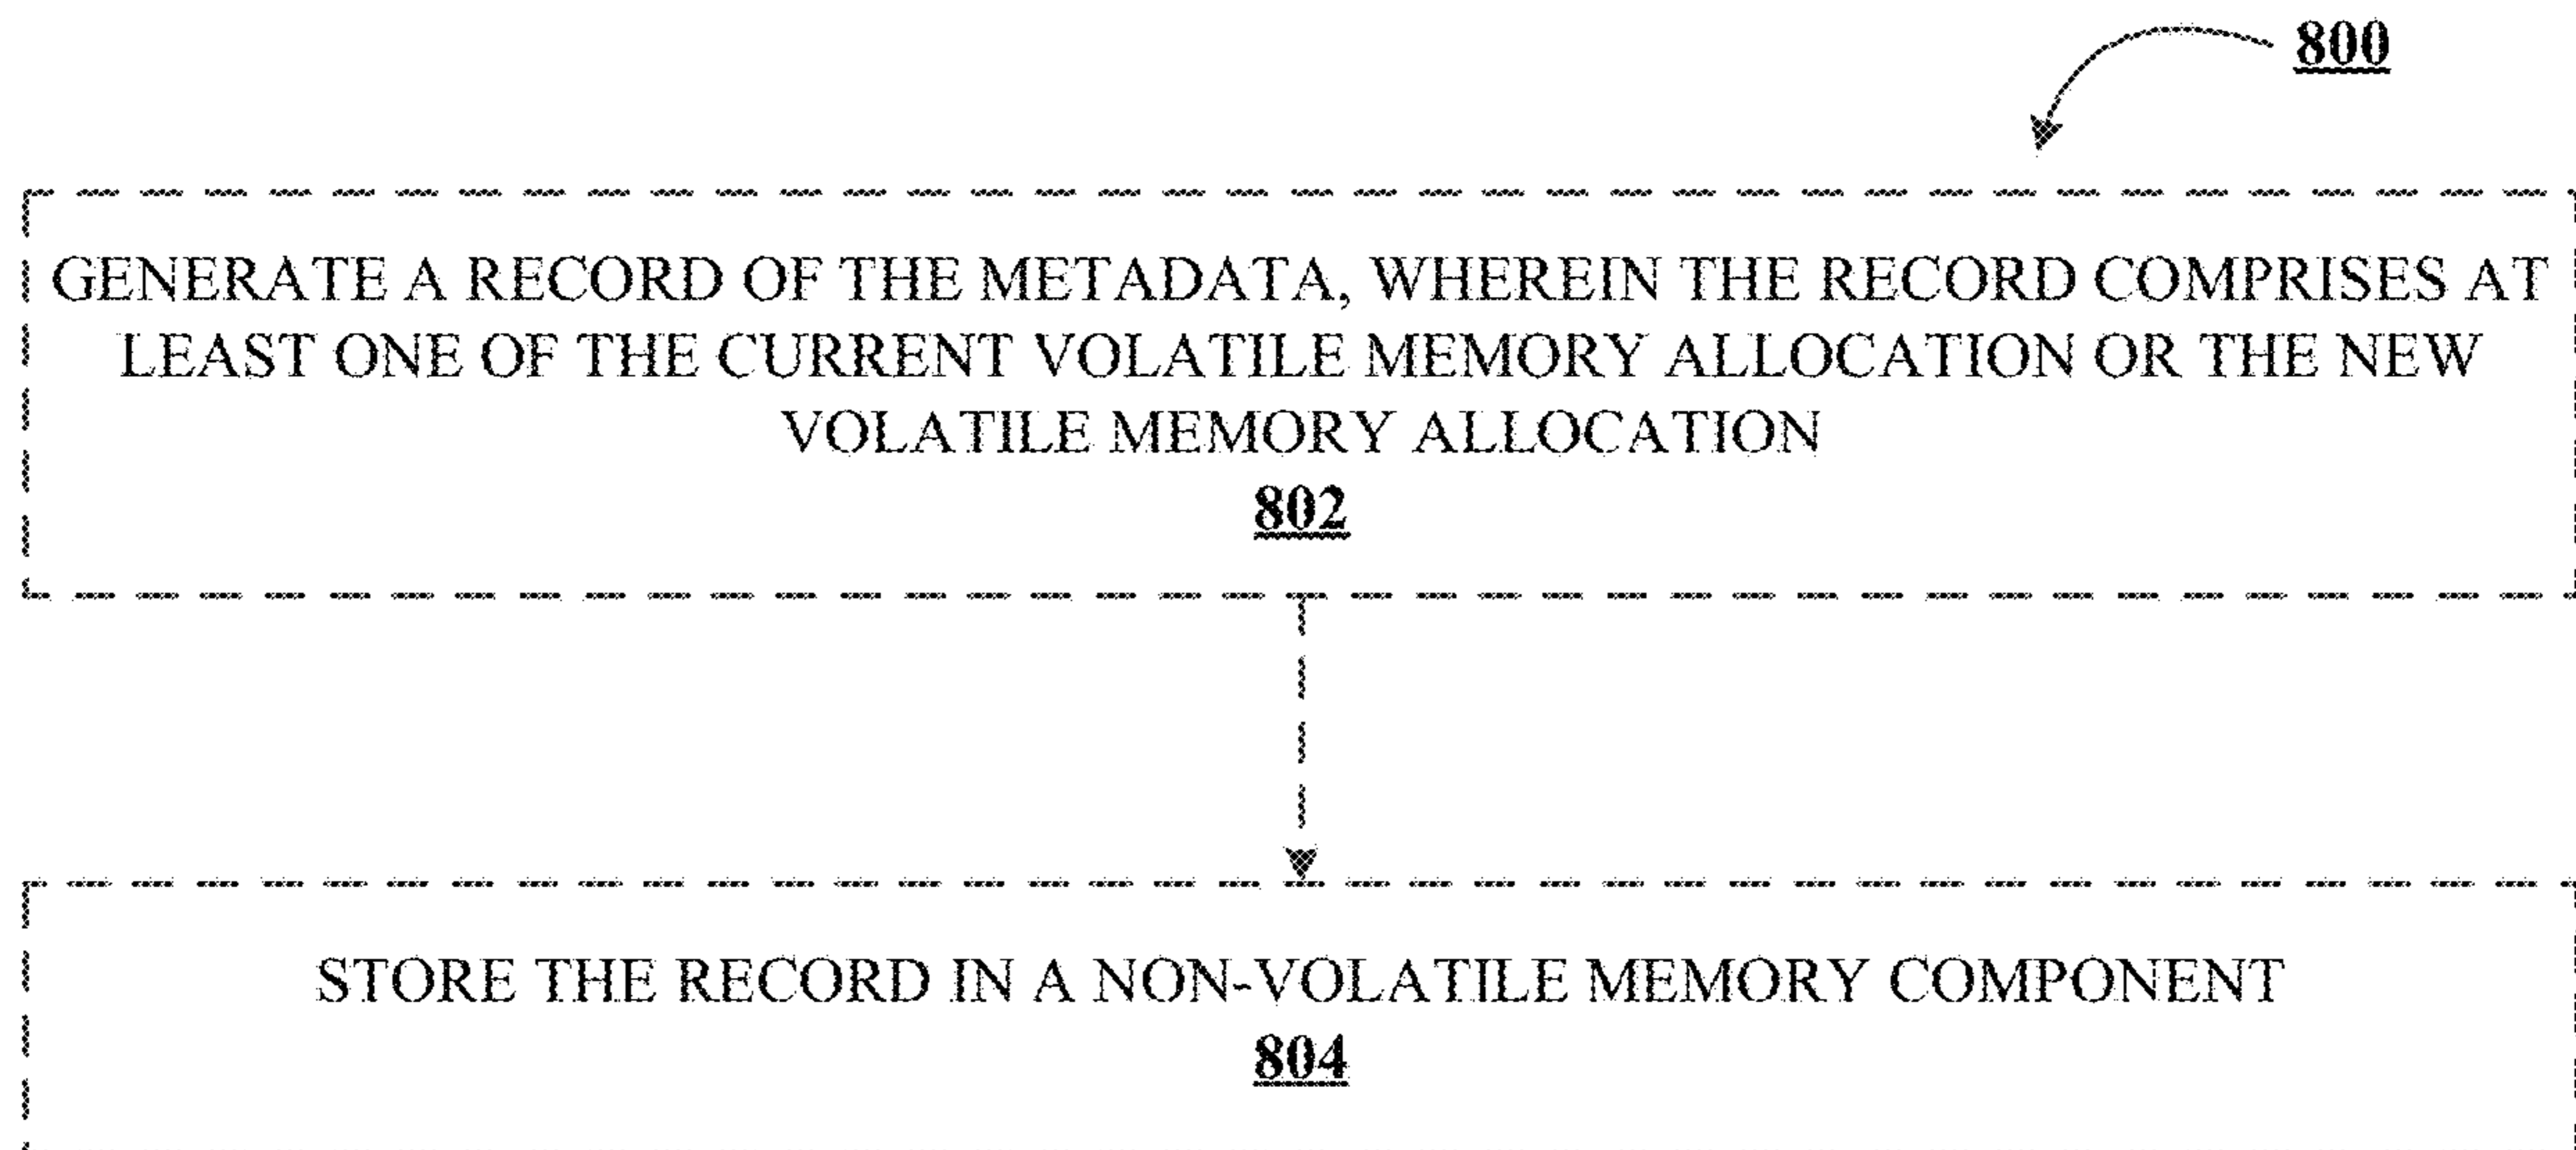 800
GENERATE A RECORD OF THE METADATA, WHEREIN THE RECORD COMPRISES AT
LEAST ONE OF THE CURRENT VOLATILE MEMORY ALLOCATION OR THE NEW
VOLATILE MEMORY ALLOCATION
802
STORE THE RECORD IN A NON-VOLATILE MEMORY COMPONENT
804